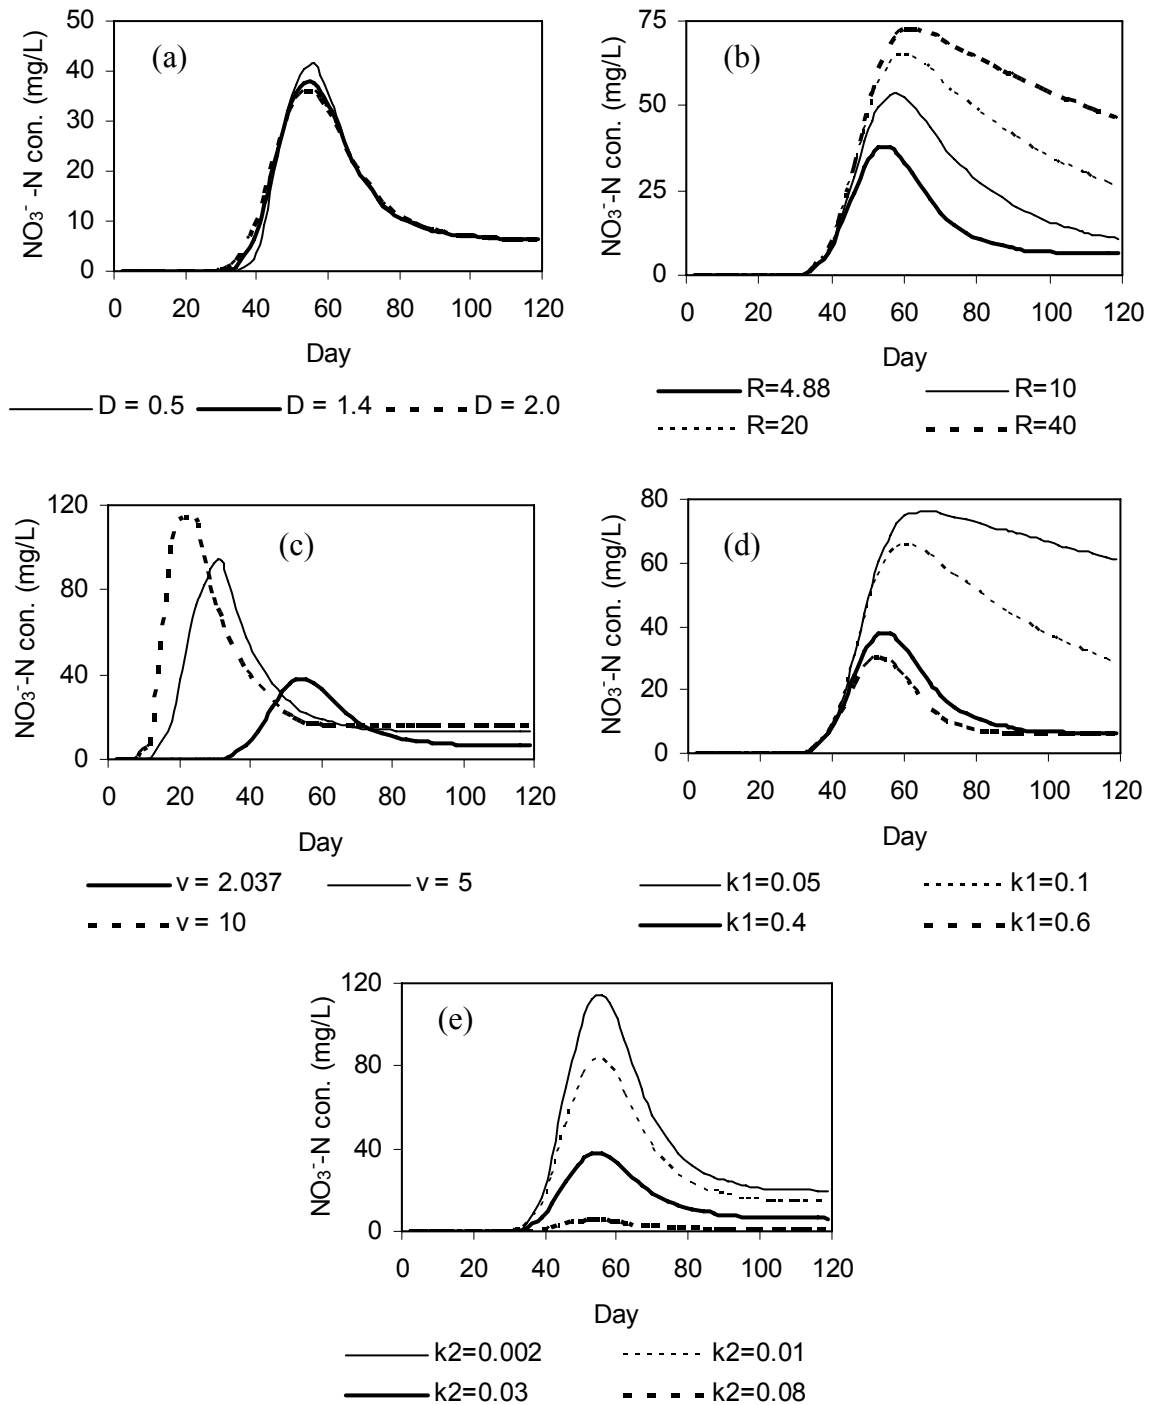 (a)
NO₃⁻ -N con. (mg/L)
50
40
30
20
10
0
0 20 40 60 80 100 120
Day
D = 0.5 D = 1.4 D = 2.0
(b)
NO₃⁻-N con. (mg/L)
75
50
25
0
0 20 40 60 80 100 120
Day
R=4.88 R=10
R=20 R=40
(c)
NO₃⁻-N con. (mg/L)
120
80
40
0
0 20 40 60 80 100 120
Day
v = 2.037 v = 5
v = 10
(d)
NO₃⁻-N con. (mg/L)
80
60
40
20
0
0 20 40 60 80 100 120
Day
k1=0.05 k1=0.1
k1=0.4 k1=0.6
(e)
NO₃⁻-N con. (mg/L)
120
80
40
0
0 20 40 60 80 100 120
Day
k2=0.002 k2=0.01
k2=0.03 k2=0.08